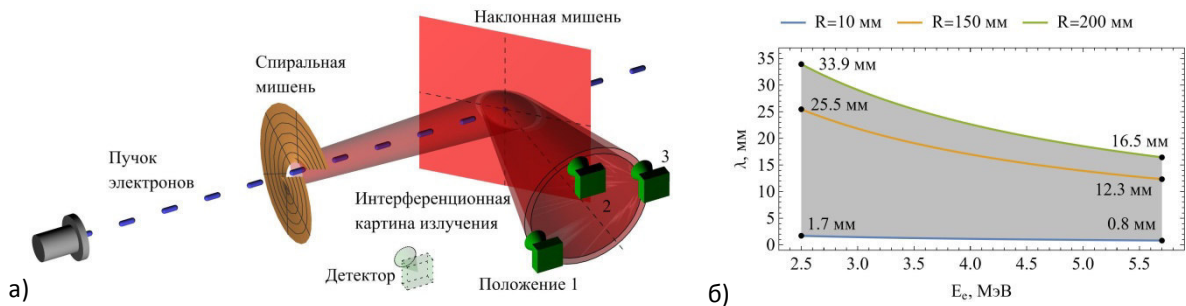 Наклонная мишень
Спиральная
мишень
Пучок
электронов
Интерференционная
картина излучения
Детектор
Положение 1
2
3
а)
R=10 мм R=150 мм R=200 мм
λ, мм
35
30
25
20
15
10
5
0
33.9 мм
25.5 мм
1.7 мм
16.5 мм
12.3 мм
0.8 мм
2.5 3.0 3.5 4.0 4.5 5.0 5.5
Eₑ, МэВ
б)